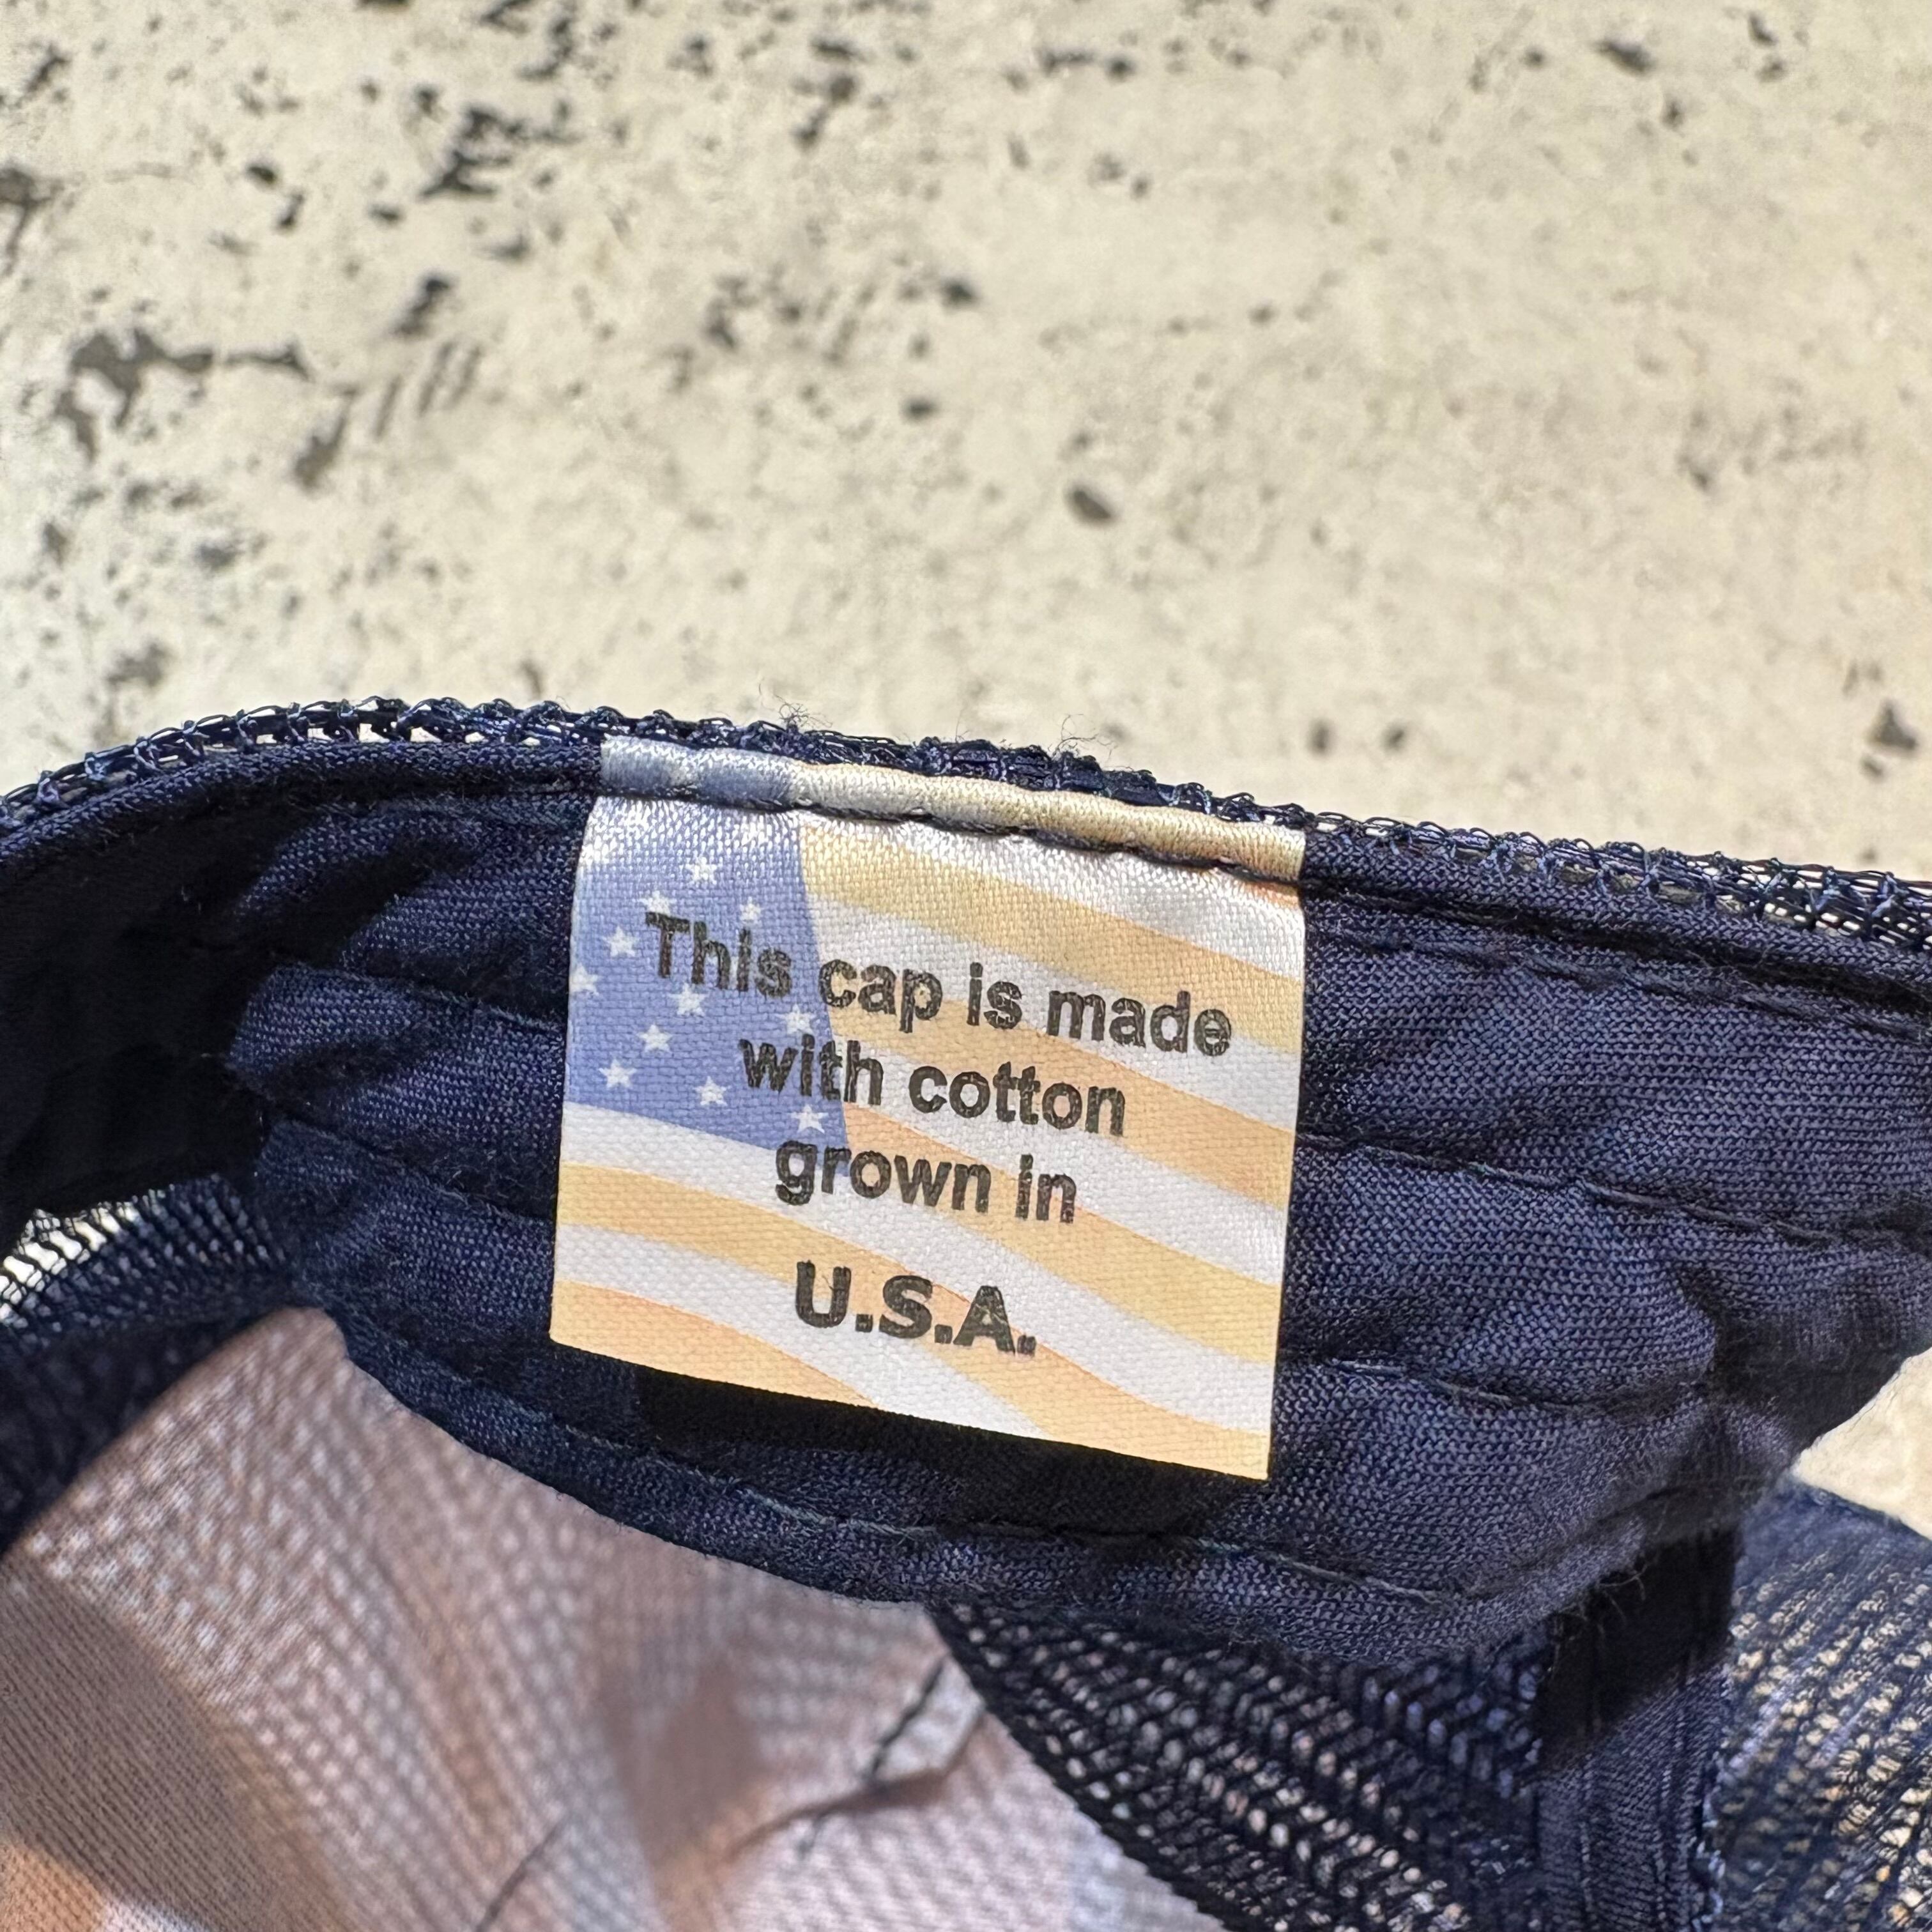 This cap is made
with cotton
grown in
U.S.A.